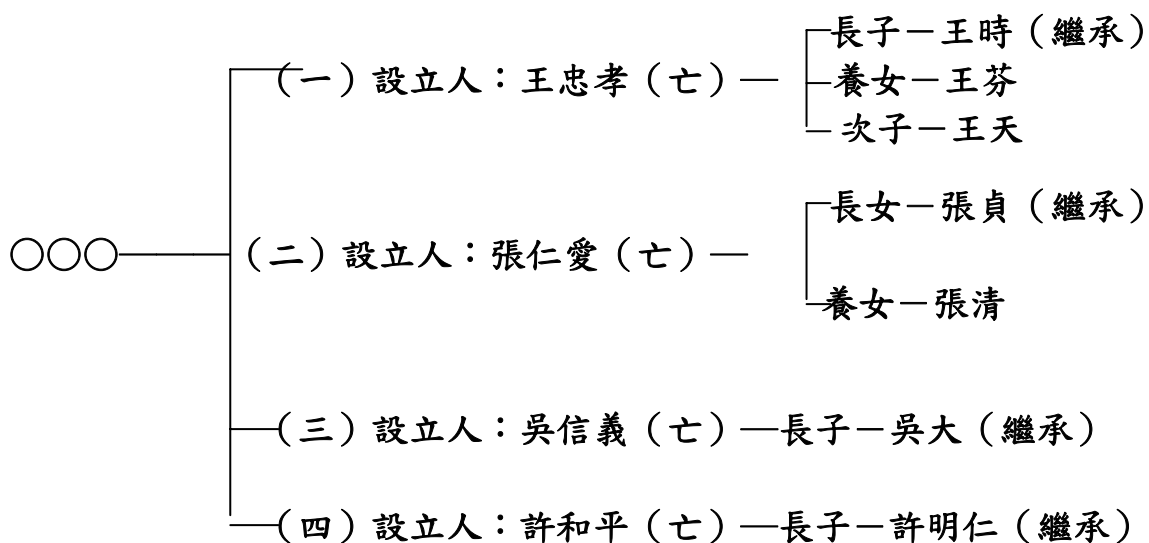 長子－王時（繼承）
（一）設立人：王忠孝（亡）
養女－王芬
次子－王天
長女－張貞（繼承）
○○○
（二）設立人：張仁愛（亡）
養女－張清
（三）設立人：吳信義（亡）—長子－吳大（繼承）
（四）設立人：許和平（亡）—長子－許明仁（繼承）